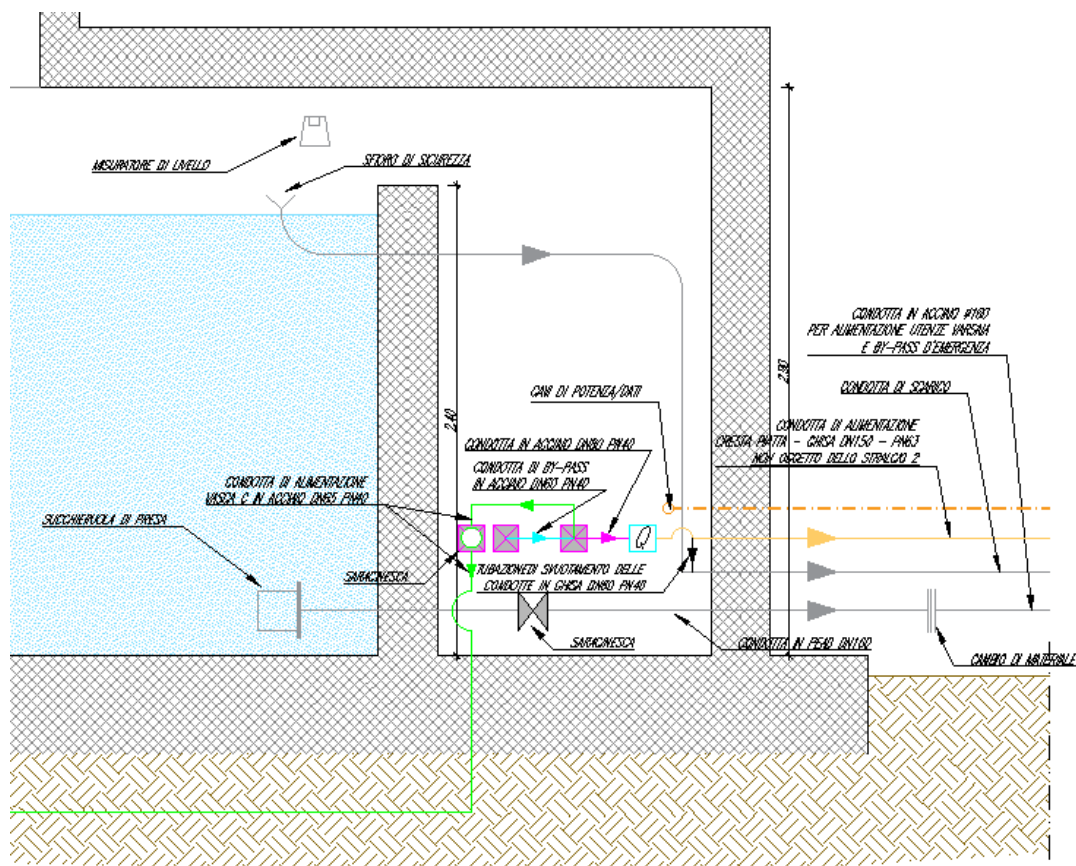 MISURATORE DI LIVELLO
SFIORO DI SICUREZZA
2.40
2.90
CONDOTTA IN ACCIAIO Ø160
PER ALIMENTAZIONE UTENZE VARSAIA
E BY-PASS D'EMERGENZA
CAVI DI POTENZA/DATI
CONDOTTA DI SCARICO
CONDOTTA DI ALIMENTAZIONE
CRESTA PIATTA - GHISA DN150 - PN63
NON OGGETTO DELLO STRALCIO 2
CONDOTTA IN ACCIAIO DN80 PN40
CONDOTTA DI BY-PASS
IN ACCIAIO DN60 PN40
CONDOTTA DI ALIMENTAZIONE
VASCA C IN ACCIAIO DN65 PN40
SUCCHIERUOLA DI PRESA
Q
SARACINESCA
TUBAZIONEDI SVUOTAMENTO DELLE
CONDOTTE IN GHISA DN80 PN40
SARACINESCA
CONDOTTA IN PEAD DN160
CAMBIO DI MATERIALE